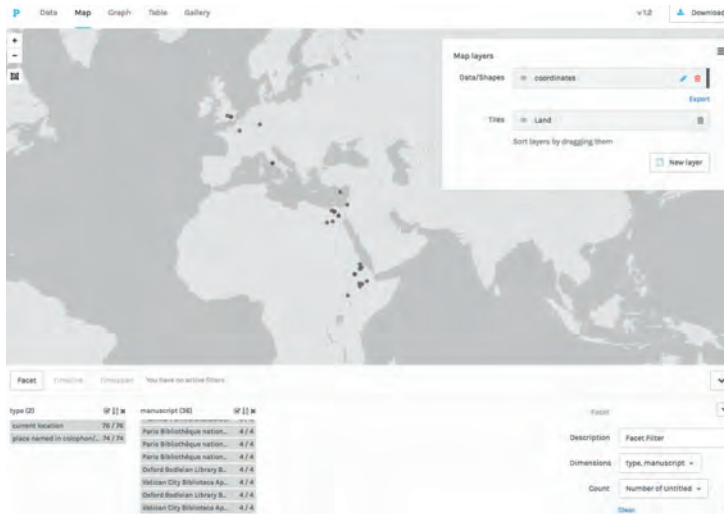 P Data Map Graph Table Gallery v1.2 Download
+
−
Map layers
Data/Shapes coordinates
Export
Tiles Land
Sort layers by dragging them
New layer
Facet Timeline Timespan You have no active filters
type (2)
current location 76 / 76
place named in colophon/... 74 / 74
manuscript (36)
Paris Bibliothèque nation... 4 / 4
Paris Bibliothèque nation... 4 / 4
Paris Bibliothèque nation... 4 / 4
Oxford Bodleian Library B... 4 / 4
Vatican City Biblioteca Ap... 4 / 4
Oxford Bodleian Library B... 4 / 4
Vatican City Biblioteca Ap... 4 / 4
Facet
Description Facet Filter
Dimensions type, manuscript
Count Number of Untitled
Clear